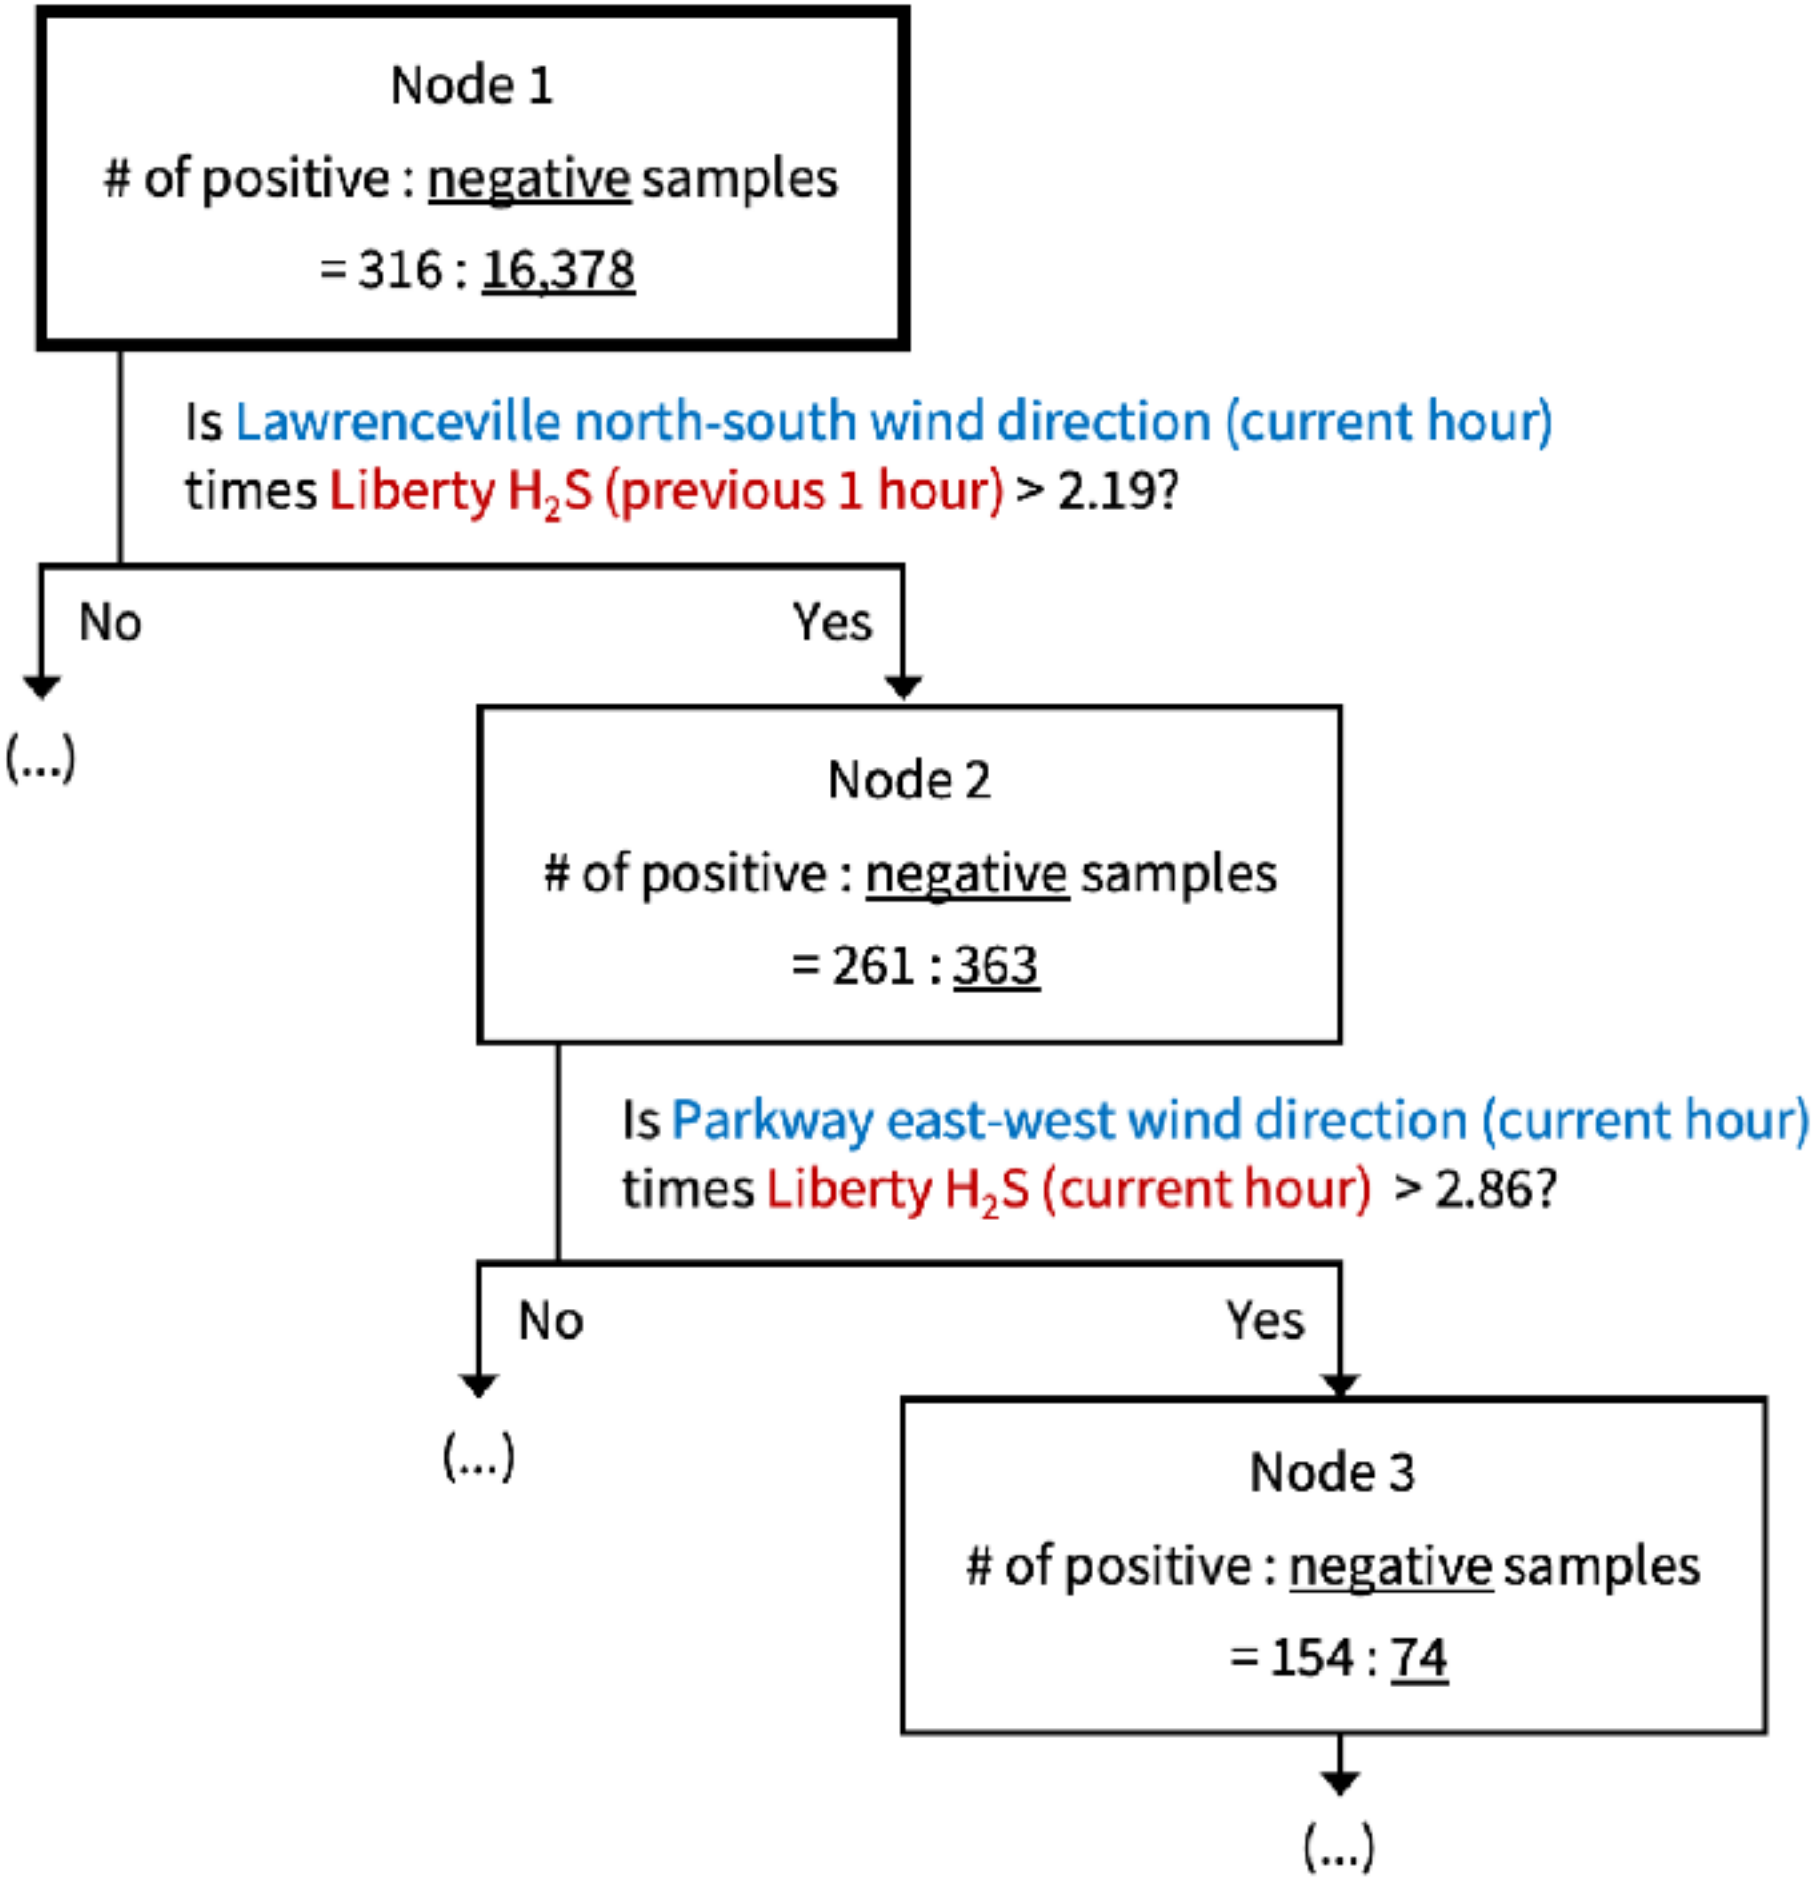 Node 1
# of positive : negative samples
= 316 : 16,378
Is Lawrenceville north-south wind direction (current hour)
times Liberty H₂S (previous 1 hour) > 2.19?
No
Yes
(...)
Node 2
# of positive : negative samples
= 261 : 363
Is Parkway east-west wind direction (current hour)
times Liberty H₂S (current hour) > 2.86?
No
Yes
(...)
Node 3
# of positive : negative samples
= 154 : 74
(...)